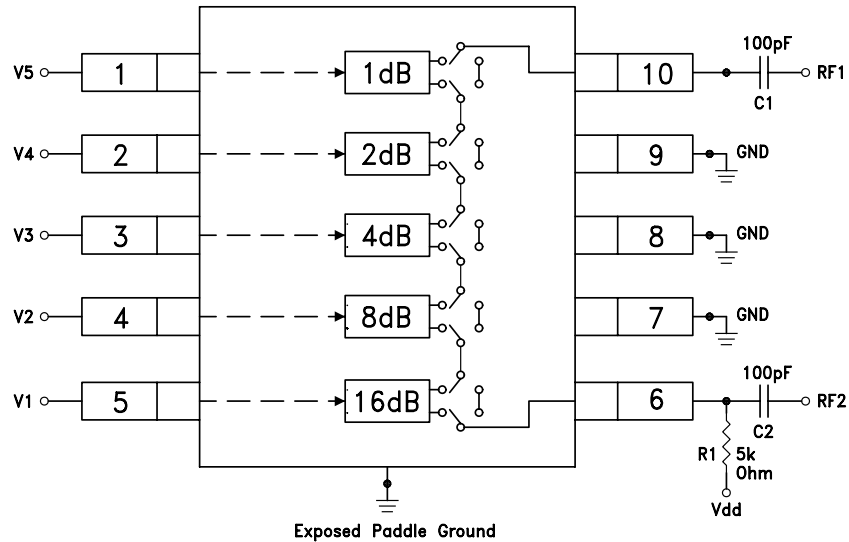 100pF
V5 1 1dB 10 RF1
C1
V4 2 2dB 9 GND
V3 3 4dB 8 GND
V2 4 8dB 7 GND
100pF
V1 5 16dB 6 RF2
C2
R1 5k
Ohm
Vdd
Exposed Paddle Ground